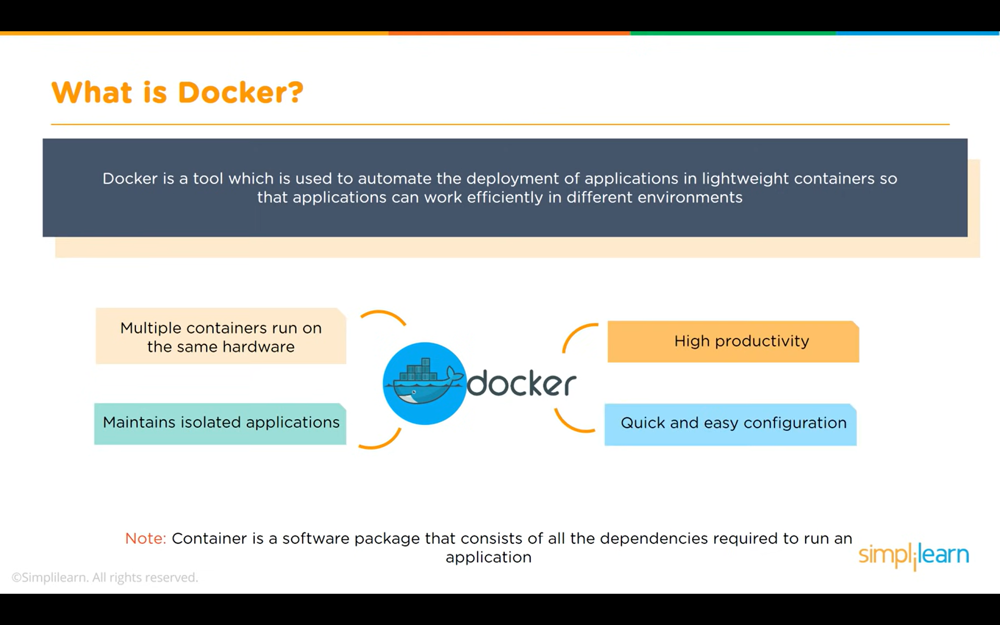 What is Docker?
Docker is a tool which is used to automate the deployment of applications in lightweight containers so
that applications can work efficiently in different environments
Multiple containers run on
the same hardware
High productivity
docker
Maintains isolated applications
Quick and easy configuration
Note: Container is a software package that consists of all the dependencies required to run an
application
simplilearn
©Simplilearn. All rights reserved.